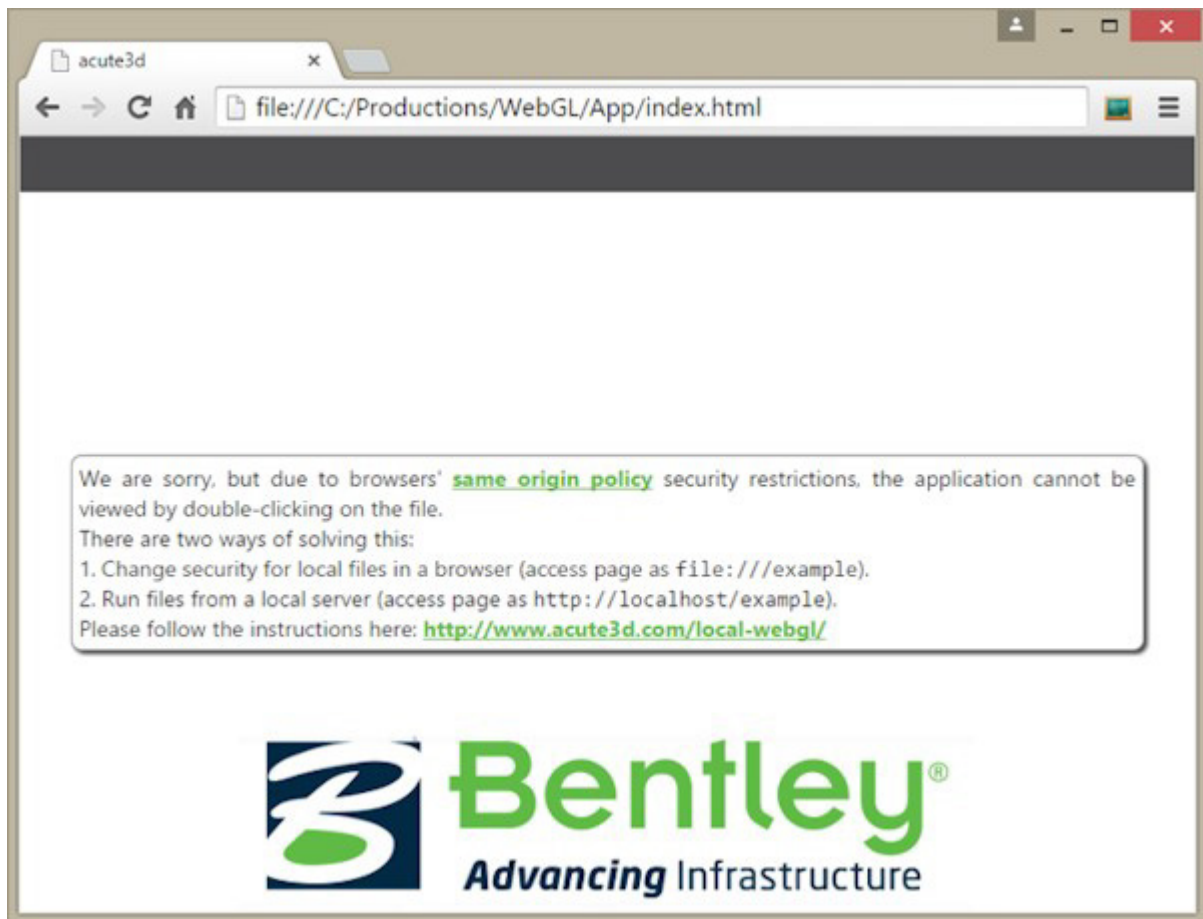 acute3d
file:///C:/Productions/WebGL/App/index.html
We are sorry, but due to browsers' same origin policy security restrictions, the application cannot be
viewed by double-clicking on the file.
There are two ways of solving this:
1. Change security for local files in a browser (access page as file:///example).
2. Run files from a local server (access page as http://localhost/example).
Please follow the instructions here: http://www.acute3d.com/local-webgl/
B Bentley®
Advancing Infrastructure